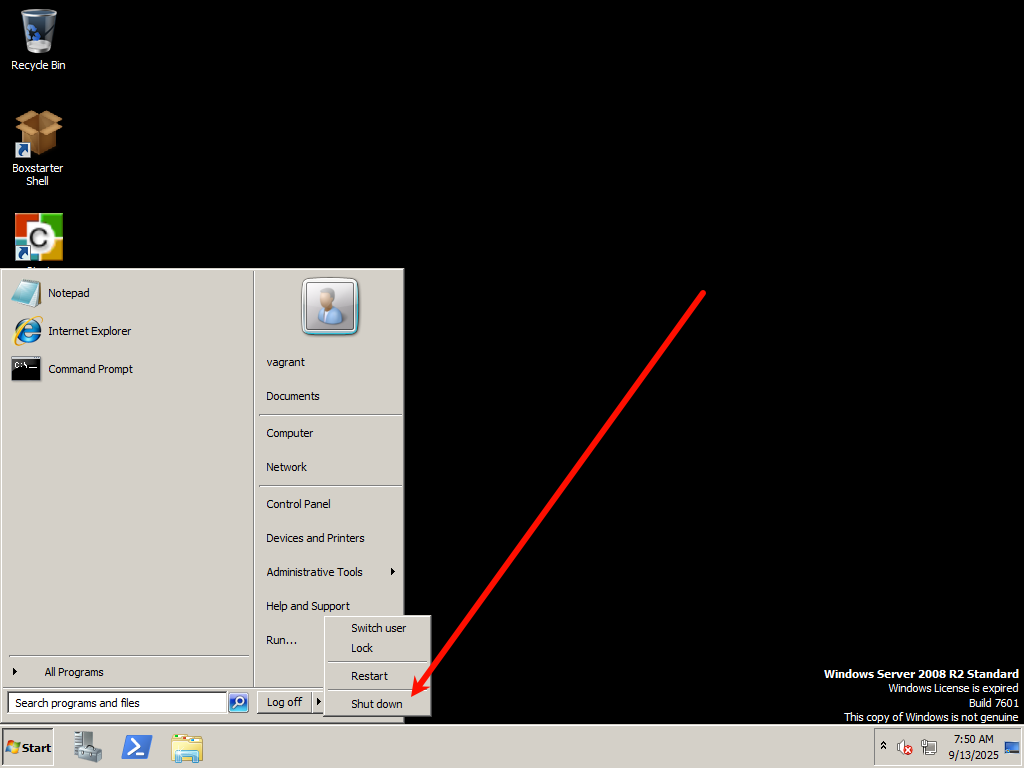 Recycle Bin
Boxstarter
Shell
Notepad
Internet Explorer
Command Prompt
All Programs
Search programs and files
vagrant
Documents
Computer
Network
Control Panel
Devices and Printers
Administrative Tools
Help and Support
Run...
Log off
Switch user
Lock
Restart
Shut down
Windows Server 2008 R2 Standard
Windows License is expired
Build 7601
This copy of Windows is not genuine
Start
7:50 AM
9/13/2025